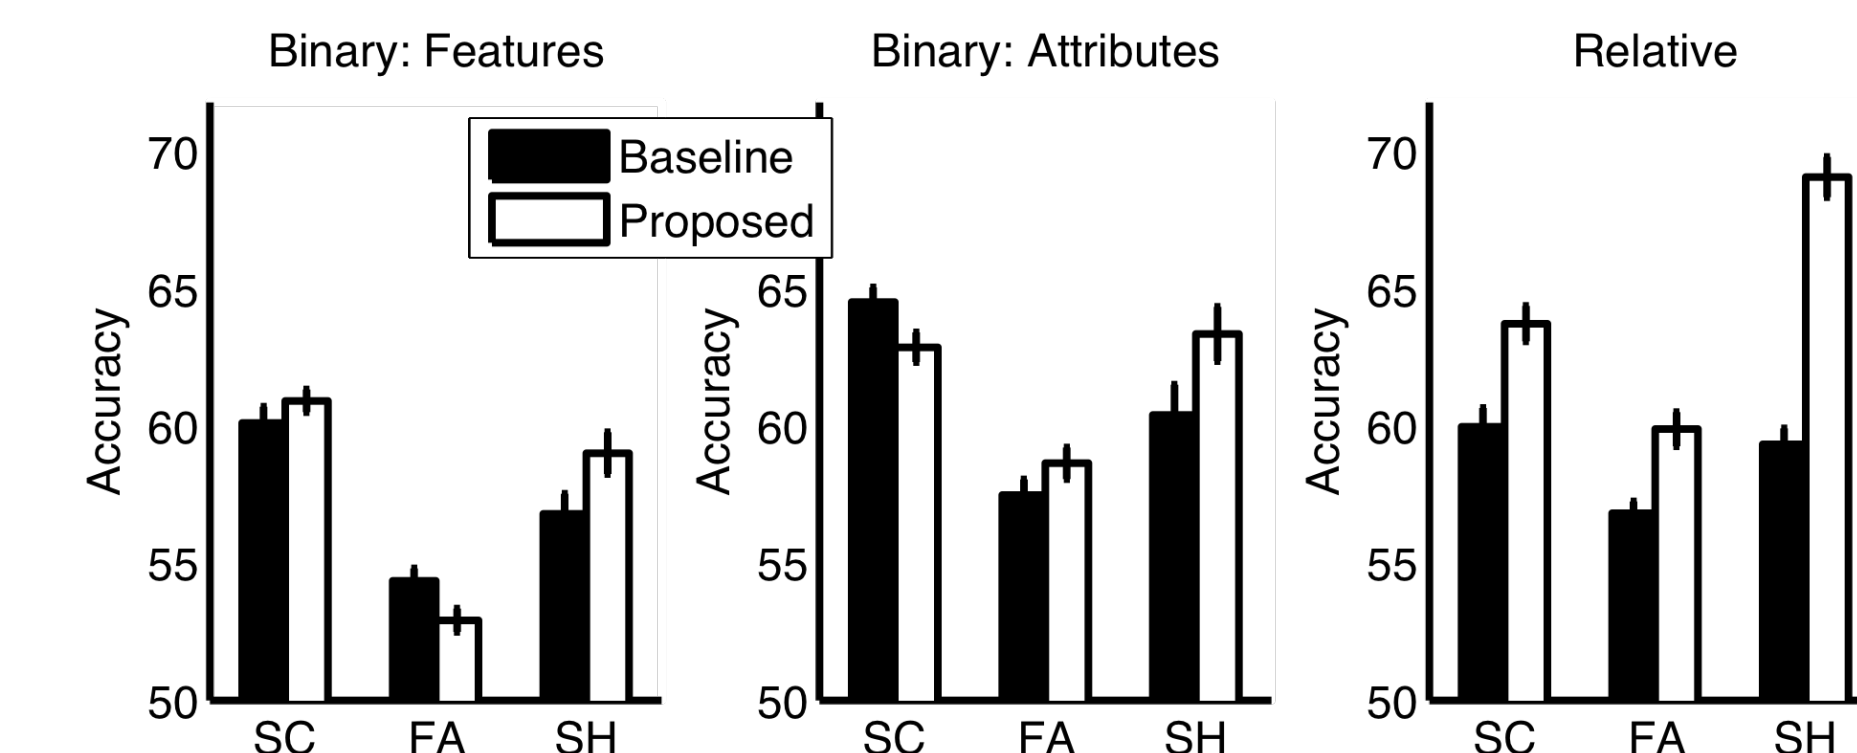 Binary: Features
Binary: Attributes
Relative
Baseline
Proposed
Accuracy
70
65
60
55
50
SC FA SH
Accuracy
65
60
55
50
SC FA SH
Accuracy
70
65
60
55
50
SC FA SH